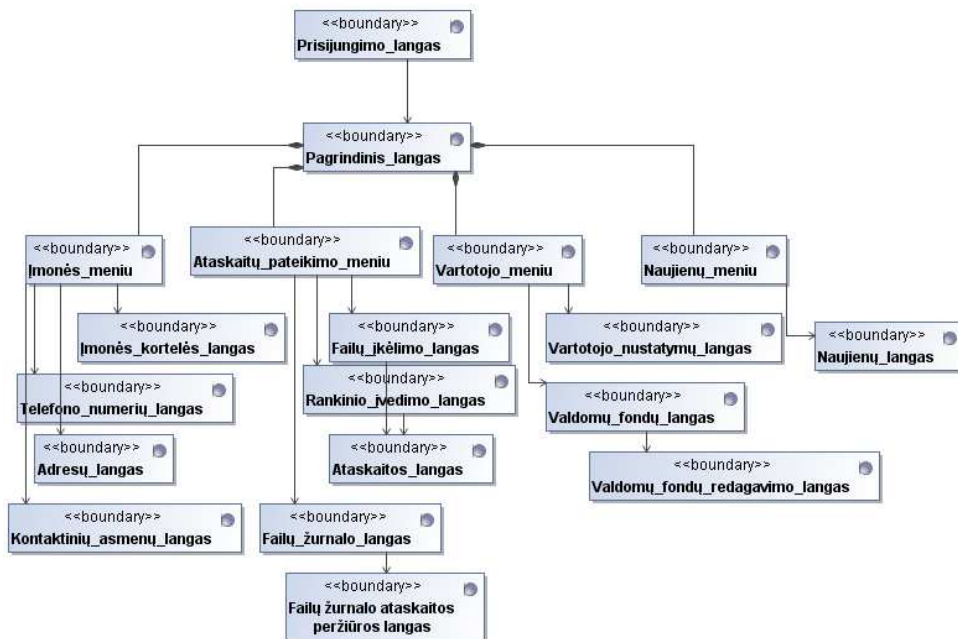 <<boundary>>
Prisijungimo_langas
<<boundary>>
Pagrindinis_langas
<<boundary>>
Įmonės_meniu
<<boundary>>
Ataskaitų_pateikimo_meniu
<<boundary>>
Vartotojo_meniu
<<boundary>>
Naujienų_meniu
<<boundary>>
Įmonės_kortelės_langas
<<boundary>>
Failų_įkėlimo_langas
<<boundary>>
Vartotojo_nustatymų_langas
<<boundary>>
Naujienų_langas
<<boundary>>
Telefono_numerių_langas
<<boundary>>
Rankinio_įvedimo_langas
<<boundary>>
Valdomų_fondų_langas
<<boundary>>
Adresų_langas
<<boundary>>
Ataskaitos_langas
<<boundary>>
Valdomų_fondų_redagavimo_langas
<<boundary>>
Kontaktinių_asmenų_langas
<<boundary>>
Failų_žurnalo_langas
<<boundary>>
Failų žurnalo ataskaitos
peržiūros langas